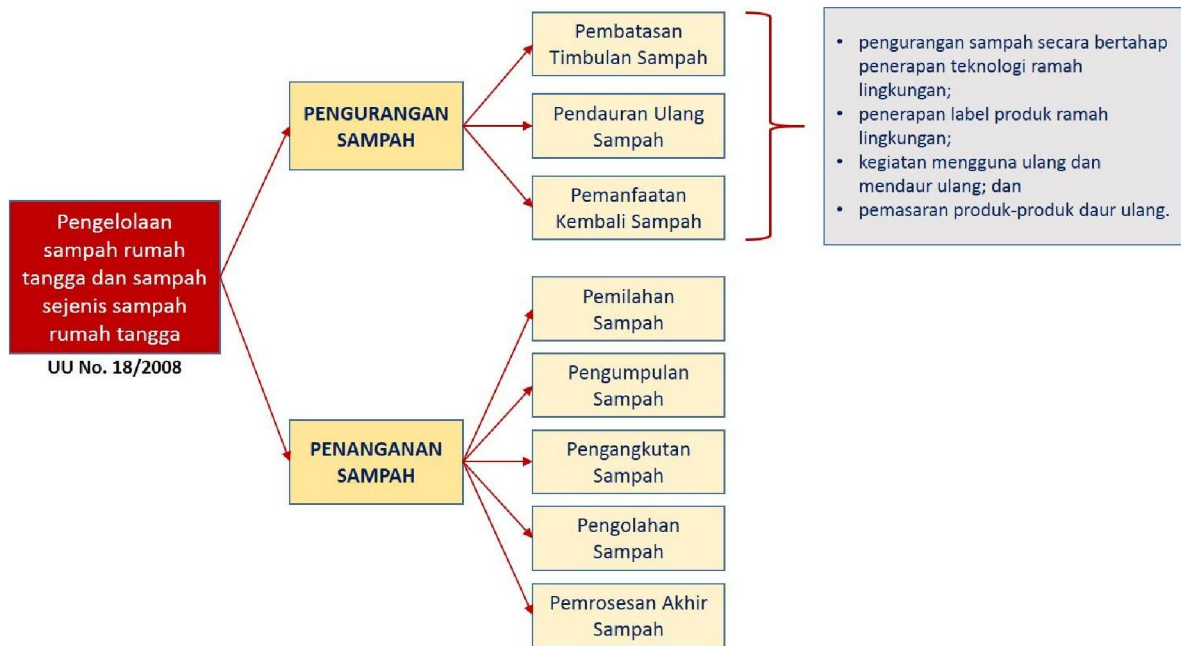 Pengelolaan
sampah rumah
tangga dan sampah
sejenis sampah
rumah tangga
UU No. 18/2008
PENGURANGAN
SAMPAH
Pembatasan
Timbulan Sampah
Pendauran Ulang
Sampah
Pemanfaatan
Kembali Sampah
• pengurangan sampah secara bertahap
penerapan teknologi ramah
lingkungan;
• penerapan label produk ramah
lingkungan;
• kegiatan mengguna ulang dan
mendaur ulang; dan
• pemasaran produk-produk daur ulang.
PENANGANAN
SAMPAH
Pemilahan
Sampah
Pengumpulan
Sampah
Pengangkutan
Sampah
Pengolahan
Sampah
Pemrosesan Akhir
Sampah